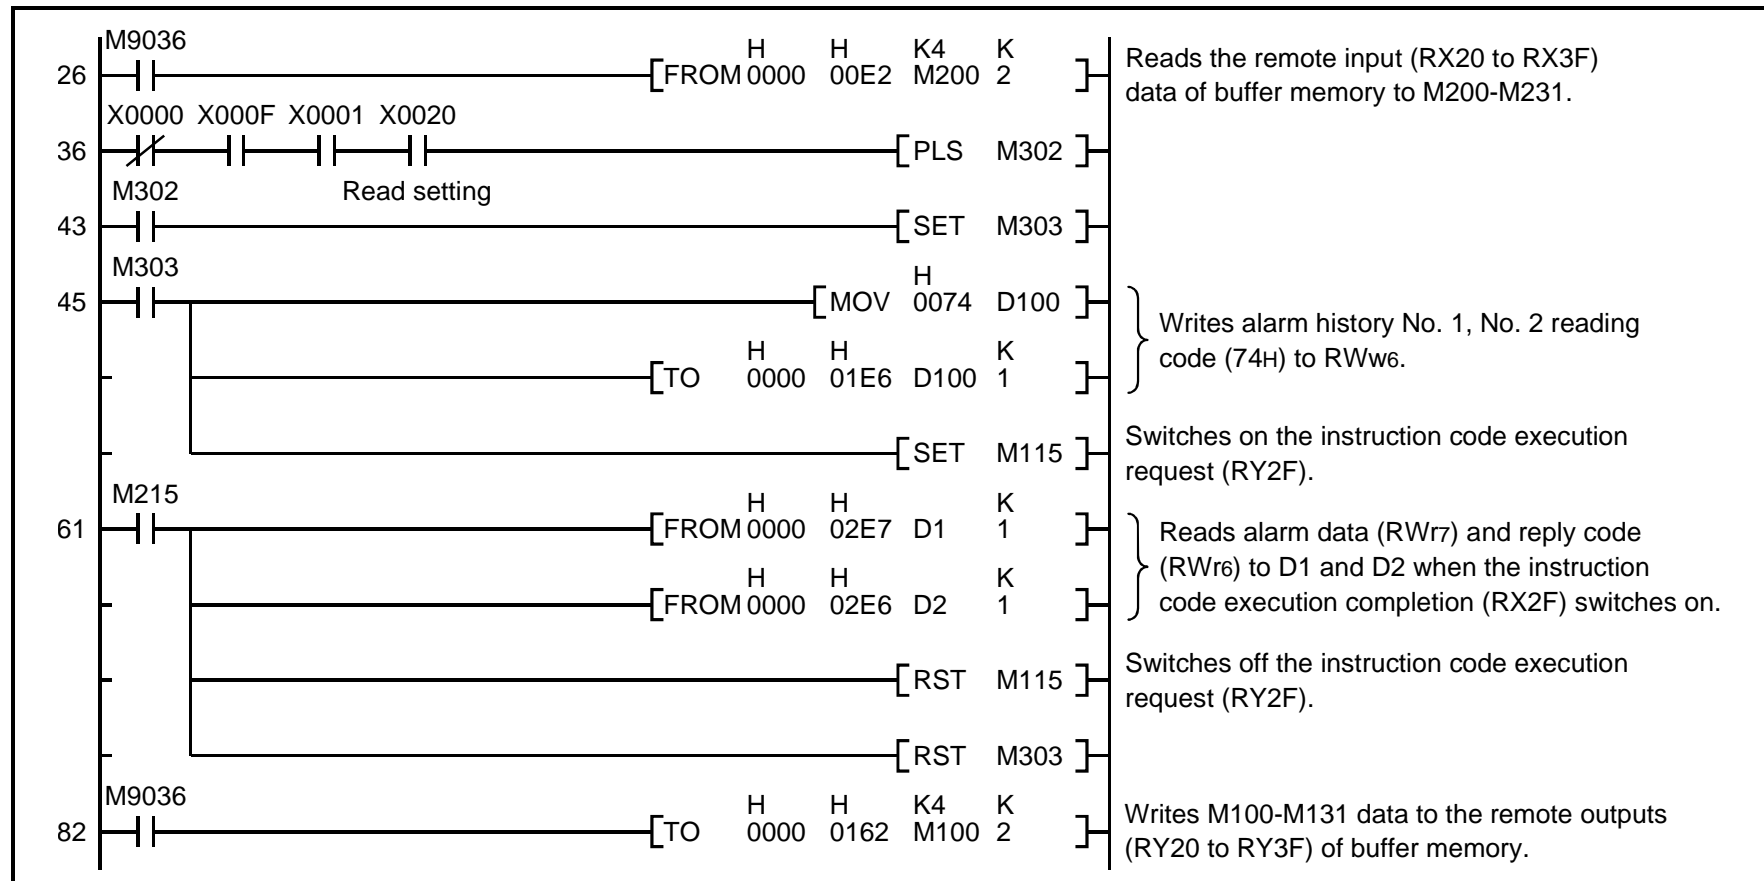 M9036
H H K4 K
26 FROM 0000 00E2 M200 2
Reads the remote input (RX20 to RX3F)
data of buffer memory to M200-M231.
X0000 X000F X0001 X0020
36 PLS M302
M302 Read setting
43 SET M303
M303
H
45 MOV 0074 D100
H H K
TO 0000 01E6 D100 1
Writes alarm history No. 1, No. 2 reading
code (74H) to RWw6.
SET M115
Switches on the instruction code execution
request (RY2F).
M215
H H K
61 FROM 0000 02E7 D1 1
H H K
FROM 0000 02E6 D2 1
Reads alarm data (RWr7) and reply code
(RWr6) to D1 and D2 when the instruction
code execution completion (RX2F) switches on.
RST M115
Switches off the instruction code execution
request (RY2F).
RST M303
M9036
H H K4 K
82 TO 0000 0162 M100 2
Writes M100-M131 data to the remote outputs
(RY20 to RY3F) of buffer memory.